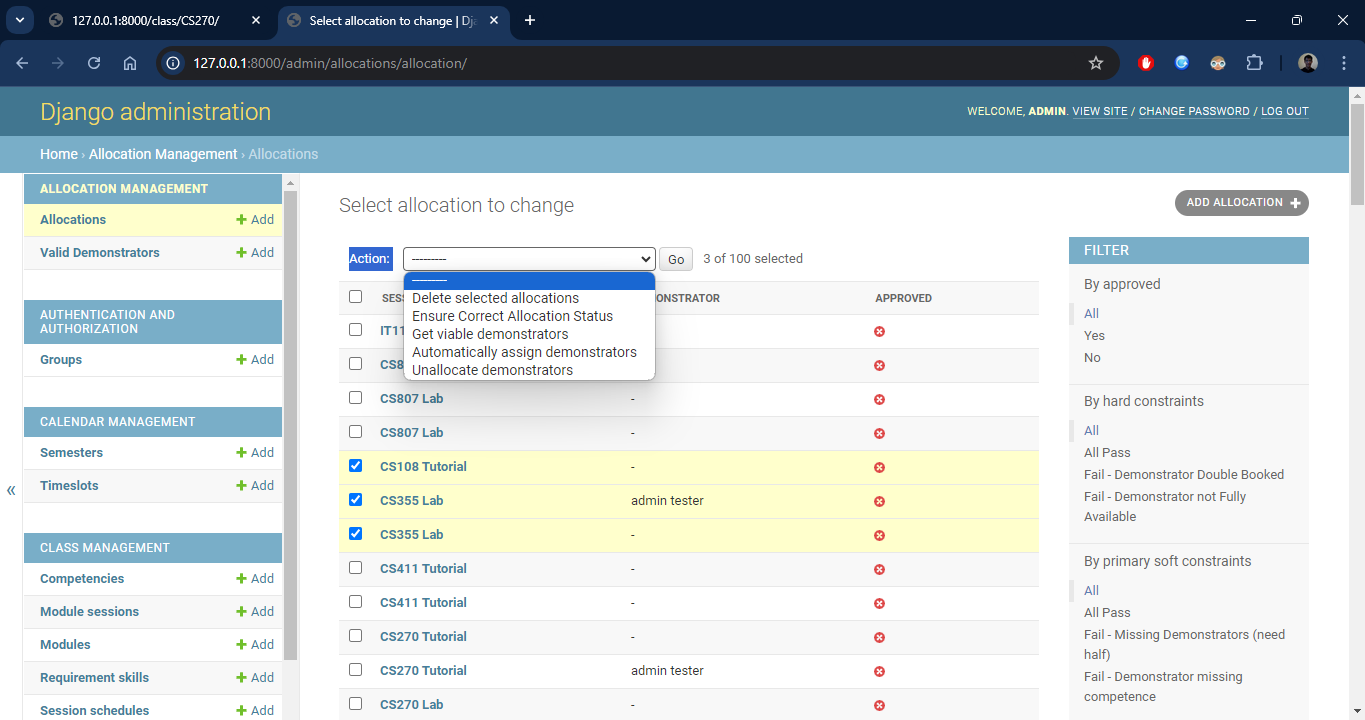 127.0.0.1:8000/class/CS270/
Select allocation to change | Dj
127.0.0.1:8000/admin/allocations/allocation/
Django administration
WELCOME, ADMIN. VIEW SITE / CHANGE PASSWORD / LOG OUT
Home › Allocation Management › Allocations
ALLOCATION MANAGEMENT
Allocations + Add
Valid Demonstrators + Add
AUTHENTICATION AND
AUTHORIZATION
Groups + Add
CALENDAR MANAGEMENT
Semesters + Add
Timeslots + Add
CLASS MANAGEMENT
Competencies + Add
Module sessions + Add
Modules + Add
Requirement skills + Add
Session schedules + Add
«
Select allocation to change
ADD ALLOCATION +
Action: --------- Go 3 of 100 selected
---------
Delete selected allocations
Ensure Correct Allocation Status
Get viable demonstrators
Automatically assign demonstrators
Unallocate demonstrators
SES ONSTRATOR APPROVED
IT11
CS8
CS807 Lab -
CS807 Lab -
CS108 Tutorial -
CS355 Lab admin tester
CS355 Lab -
CS411 Tutorial -
CS411 Tutorial -
CS270 Tutorial -
CS270 Tutorial admin tester
CS270 Lab -
FILTER
By approved
All
Yes
No
By hard constraints
All
All Pass
Fail - Demonstrator Double Booked
Fail - Demonstrator not Fully
Available
By primary soft constraints
All
All Pass
Fail - Missing Demonstrators (need
half)
Fail - Demonstrator missing
competence